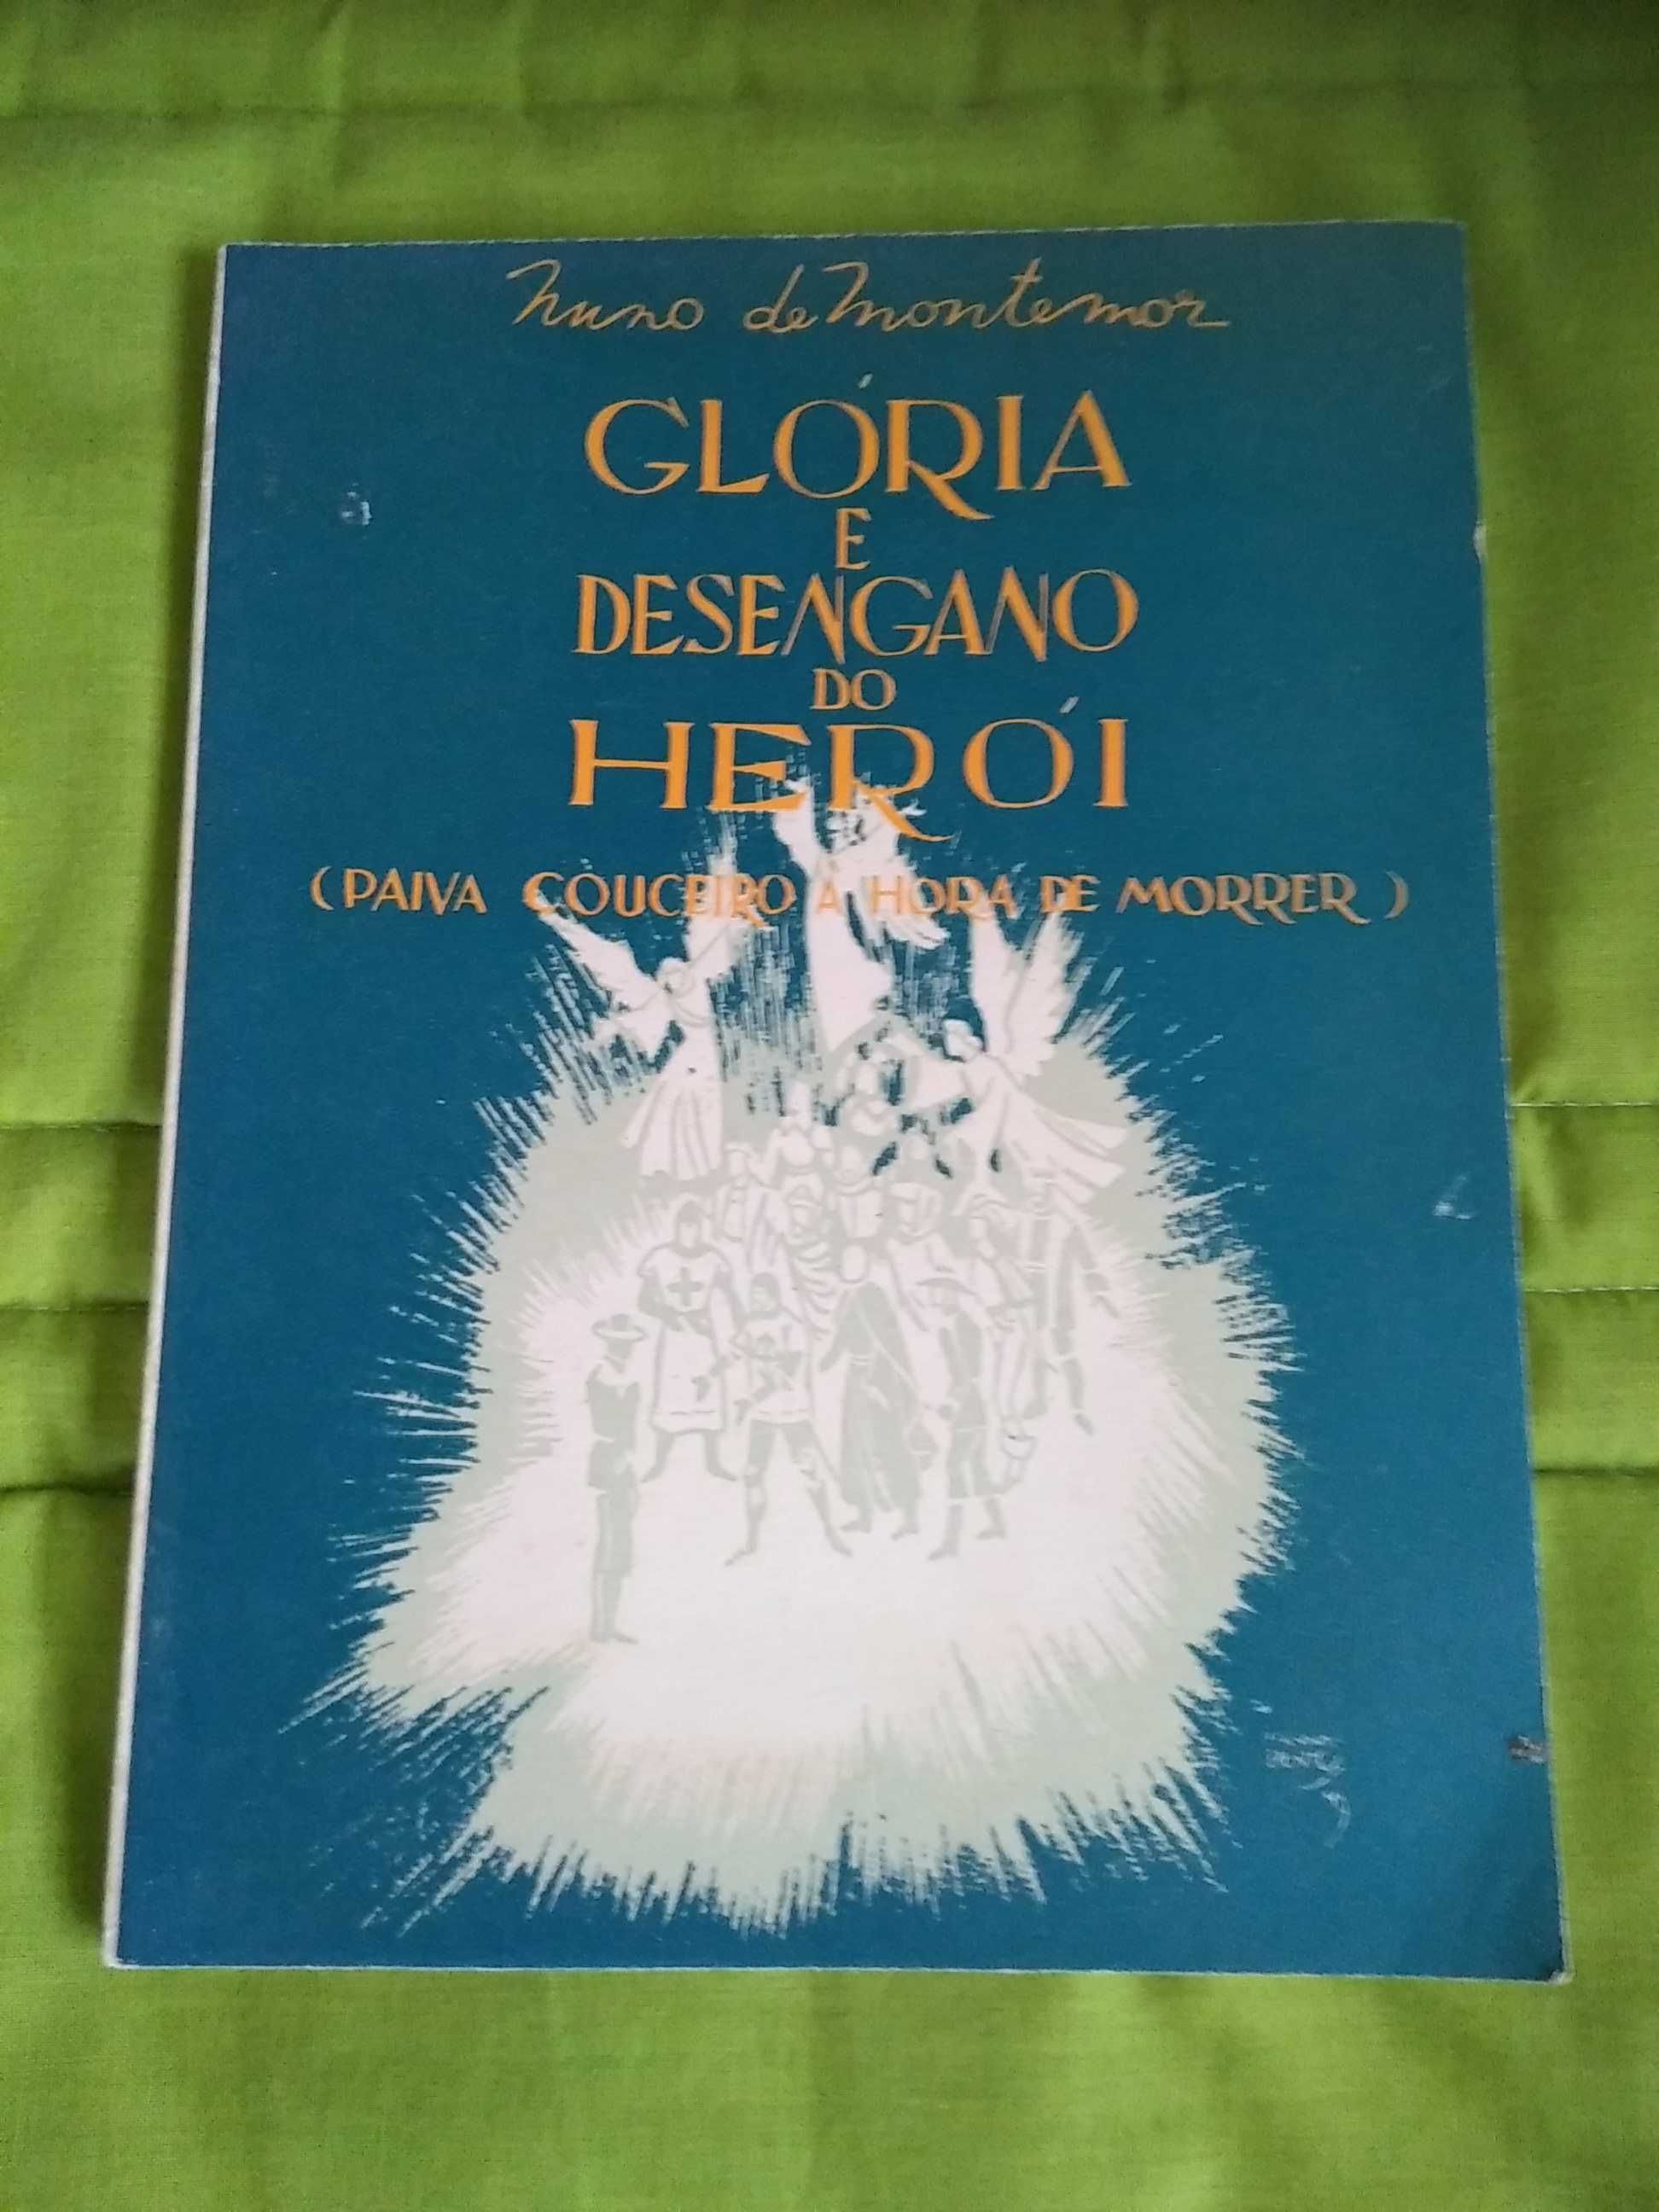 Nuno de Montemor
GLÓRIA
E
DESENGANO
DO
HERÓI
(PAIVA COUCEIRO À HORA DE MORRER)